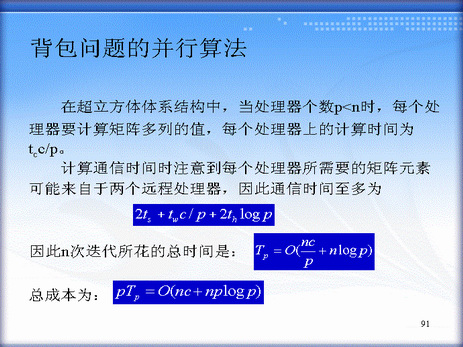 背包问题的并行算法
在超立方体体系结构中，当处理器个数p<n时，每个处
理器要计算矩阵多列的值，每个处理器上的计算时间为
t_c c/p。
计算通信时间时注意到每个处理器所需要的矩阵元素
可能来自于两个远程处理器，因此通信时间至多为
2t_s + t_w c / p + 2t_h log p
因此n次迭代所花的总时间是： T_p = O(nc/p + n log p)
总成本为： pT_p = O(nc + np log p)
91